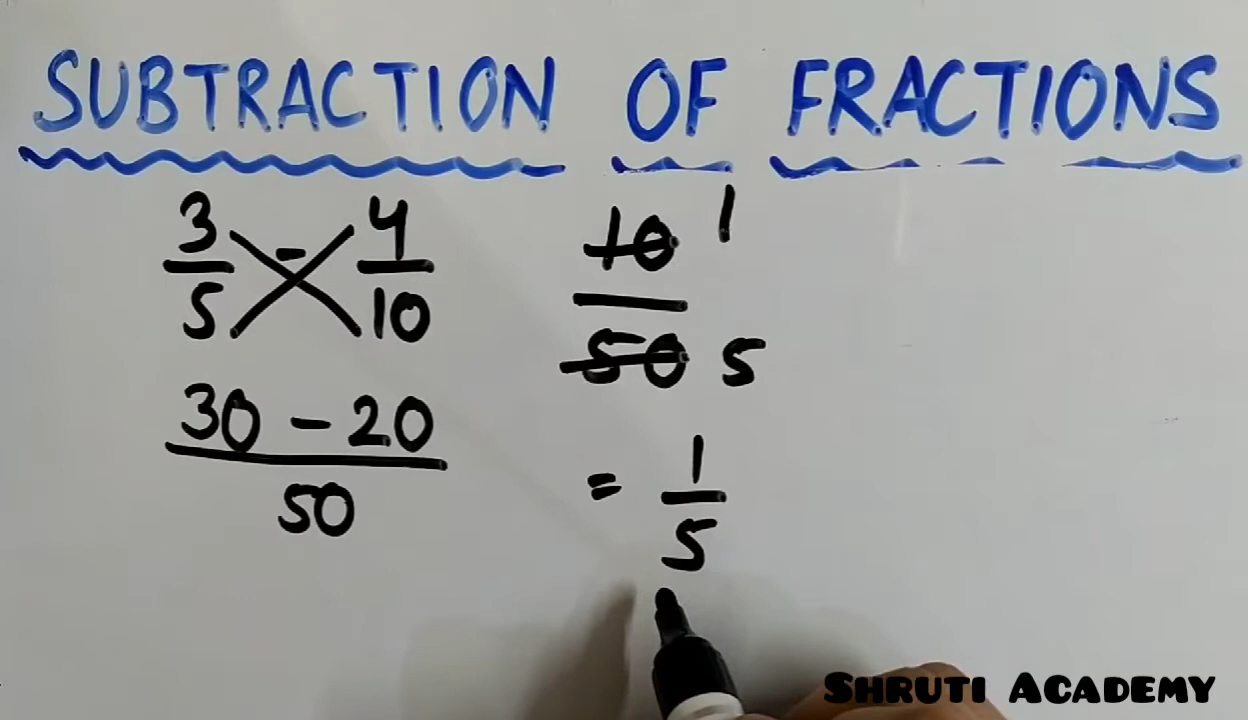 SUBTRACTION OF FRACTIONS
3/5 - 4/10
30 - 20
50
10 1
50 5
= 1/5
SHRUTI ACADEMY